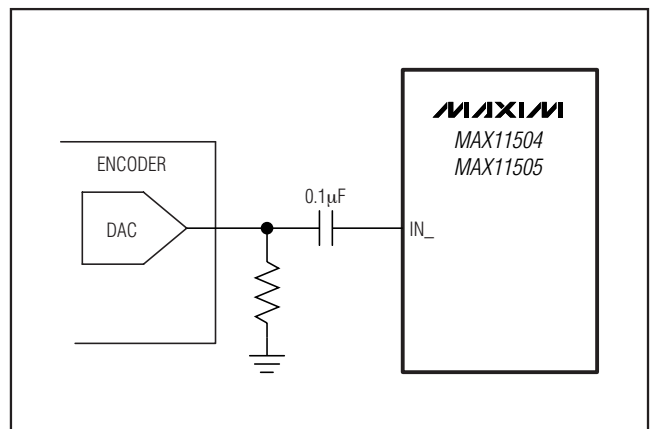 MAXIM
MAX11504
MAX11505
ENCODER
DAC
0.1μF
IN_